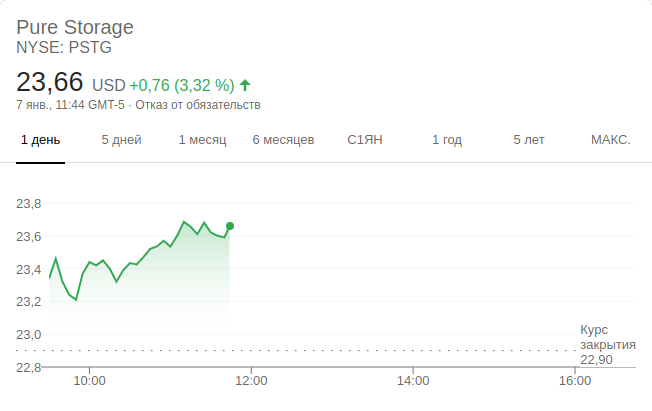 Pure Storage
NYSE: PSTG
23,66 USD +0,76 (3,32 %)
7 янв., 11:44 GMT-5 · Отказ от обязательств
1 день 5 дней 1 месяц 6 месяцев С1ЯН 1 год 5 лет МАКС.
23,8
23,6
23,4
23,2
23,0
Курс
закрытия
22,90
22,8
10:00 12:00 14:00 16:00